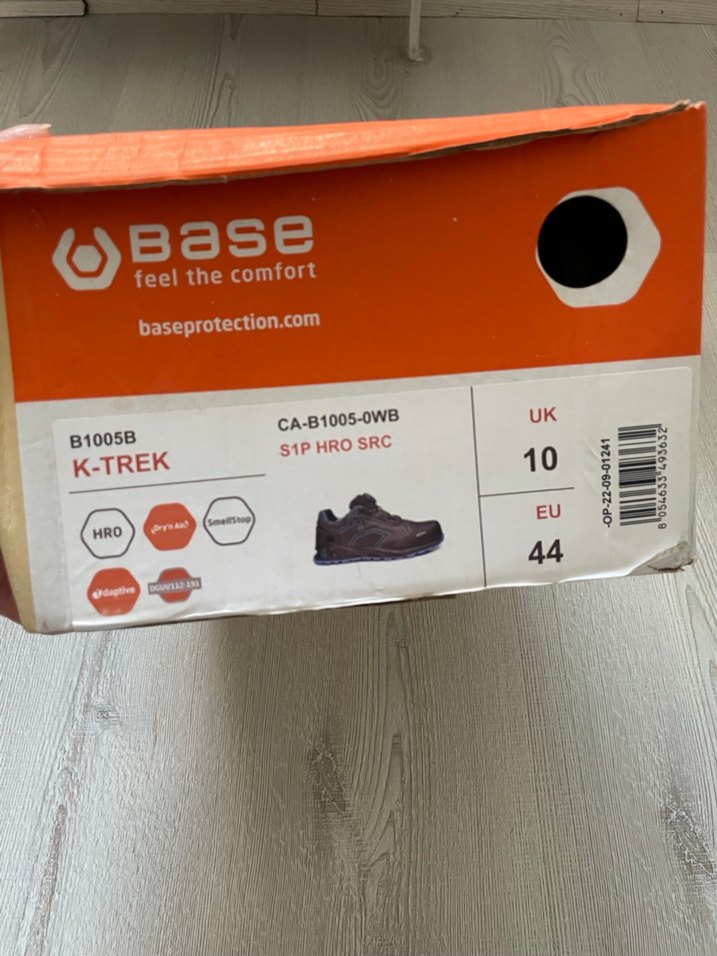 Base
feel the comfort
baseprotection.com
B1005B
K-TREK
CA-B1005-0WB
S1P HRO SRC
HRO
Dry'n Air
SmellStop
adaptive
DGUV112-191
UK
10
EU
44
-OP-22-09-01241
8 054633 493632